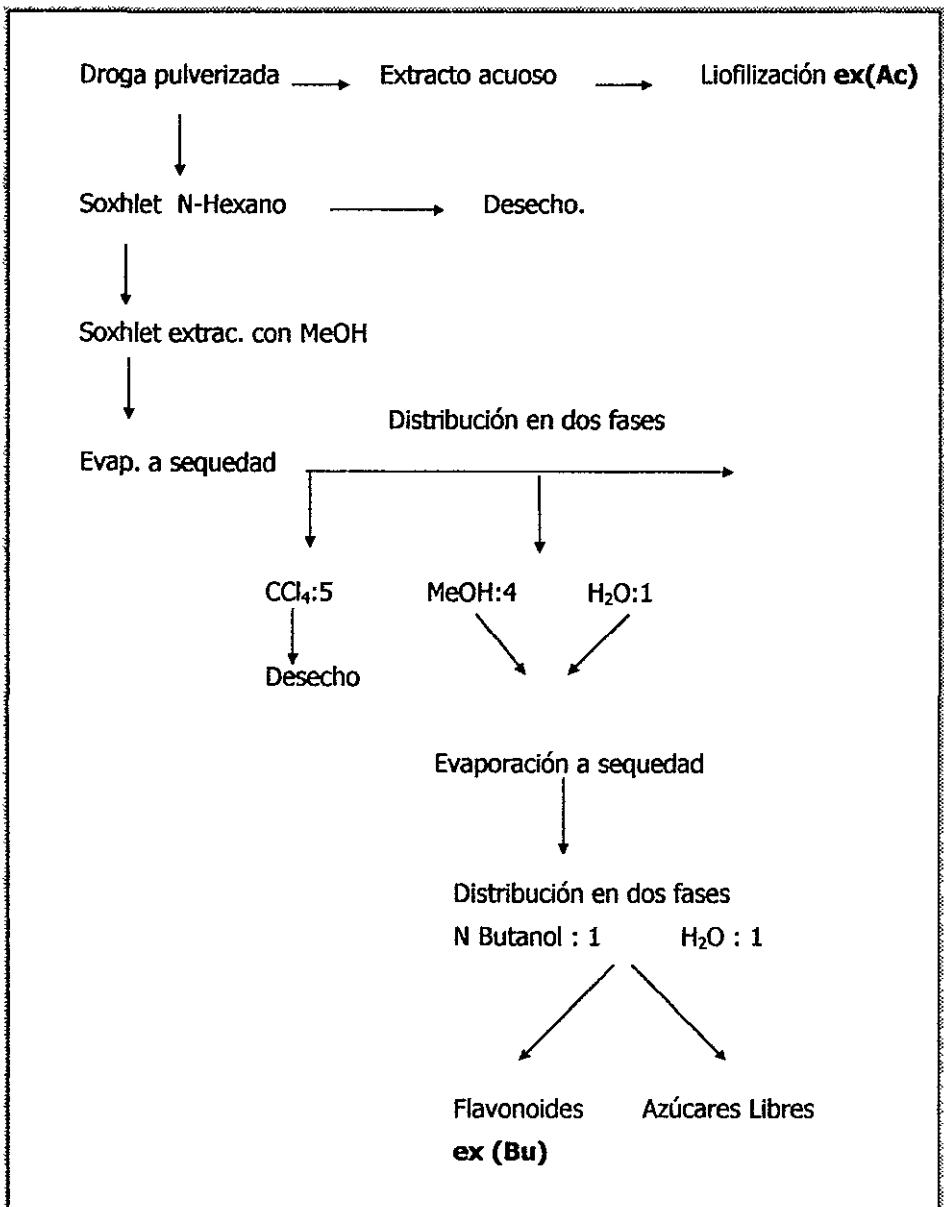 Droga pulverizada Extracto acuoso Liofilización ex(Ac)
Soxhlet N-Hexano Desecho.
Soxhlet extrac. con MeOH
Distribución en dos fases
Evap. a sequedad
CCl₄:5 MeOH:4 H₂O:1
Desecho
Evaporación a sequedad
Distribución en dos fases
N Butanol : 1 H₂O : 1
Flavonoides Azúcares Libres
ex (Bu)